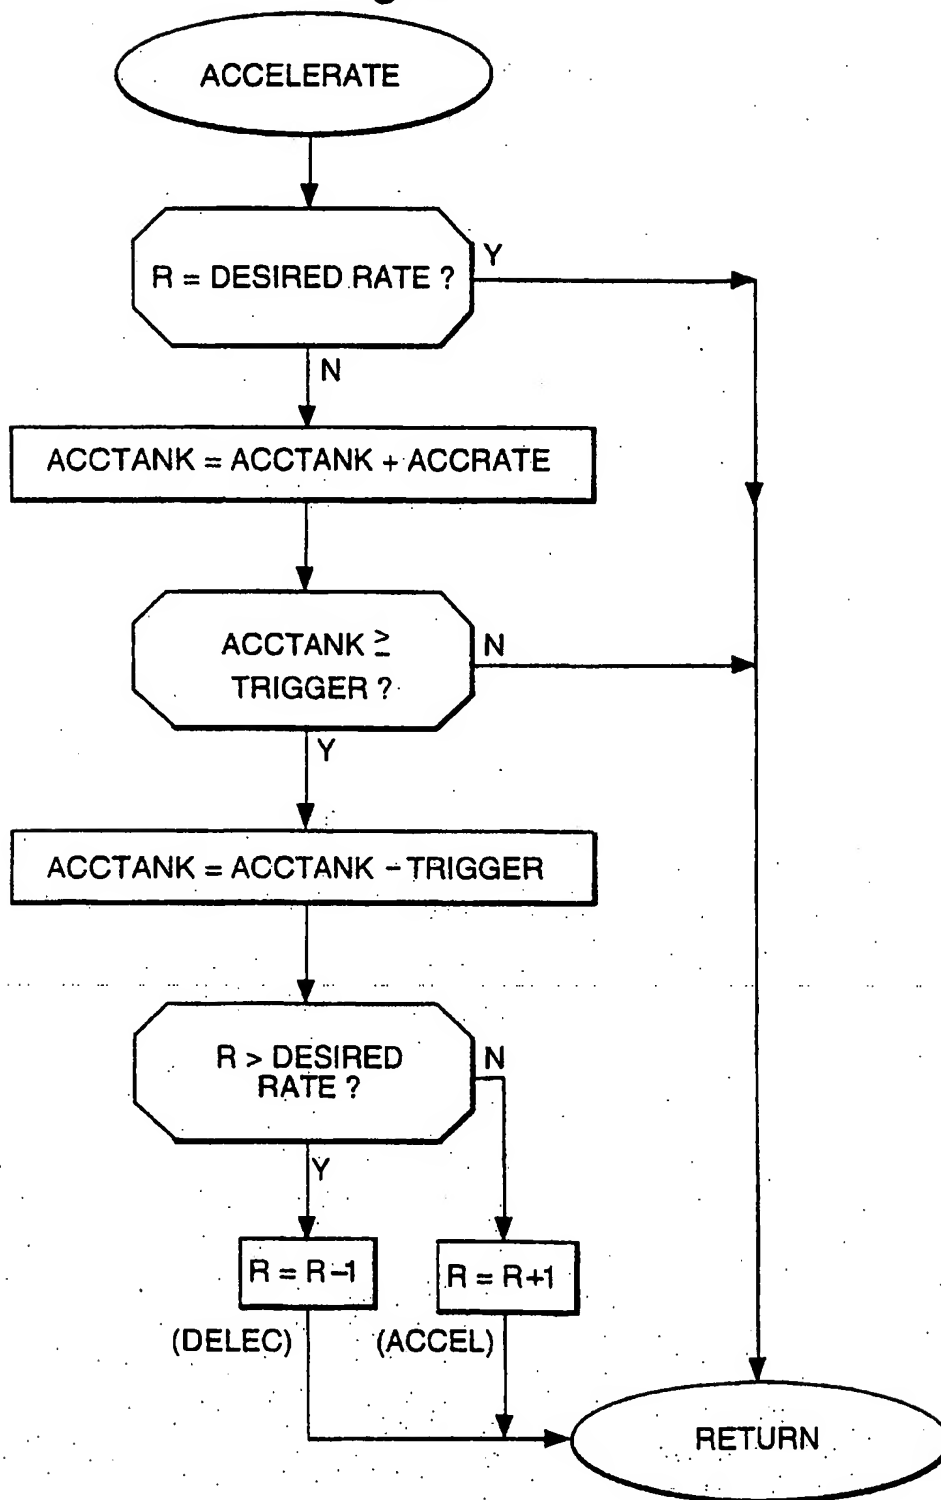 ACCELERATE
R = DESIRED RATE ?
Y
N
ACCTANK = ACCTANK + ACCRATE
ACCTANK ≥
TRIGGER ?
N
Y
ACCTANK = ACCTANK - TRIGGER
R > DESIRED
RATE ?
N
Y
R = R-1
R = R+1
(DELEC)
(ACCEL)
RETURN